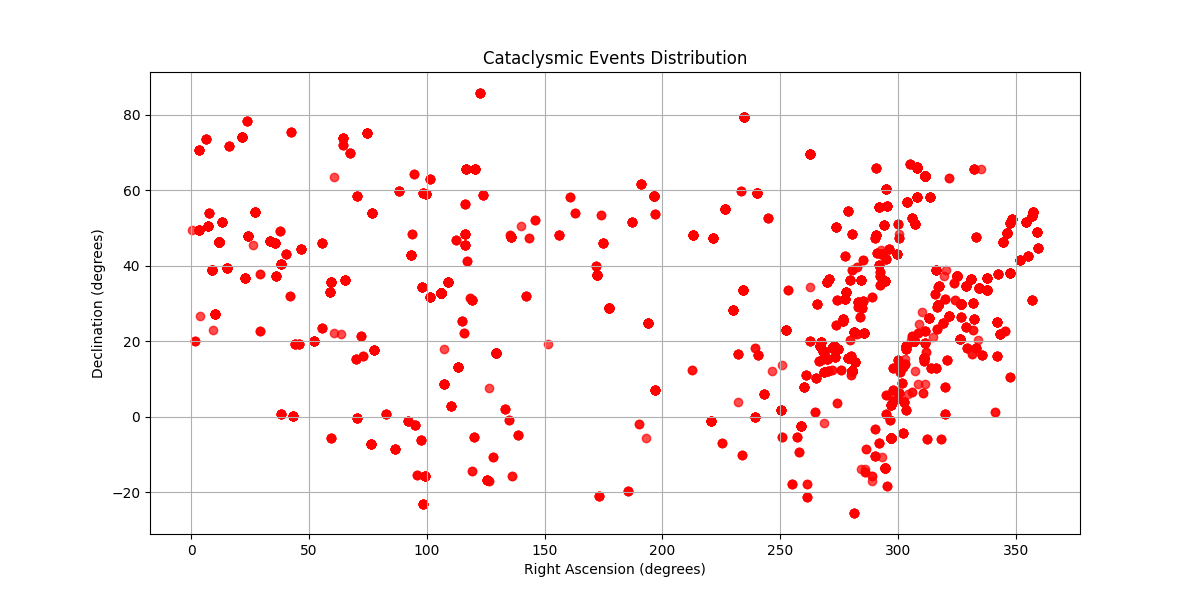 Cataclysmic Events Distribution
Declination (degrees)
80
60
40
20
0
−20
0 50 100 150 200 250 300 350
Right Ascension (degrees)